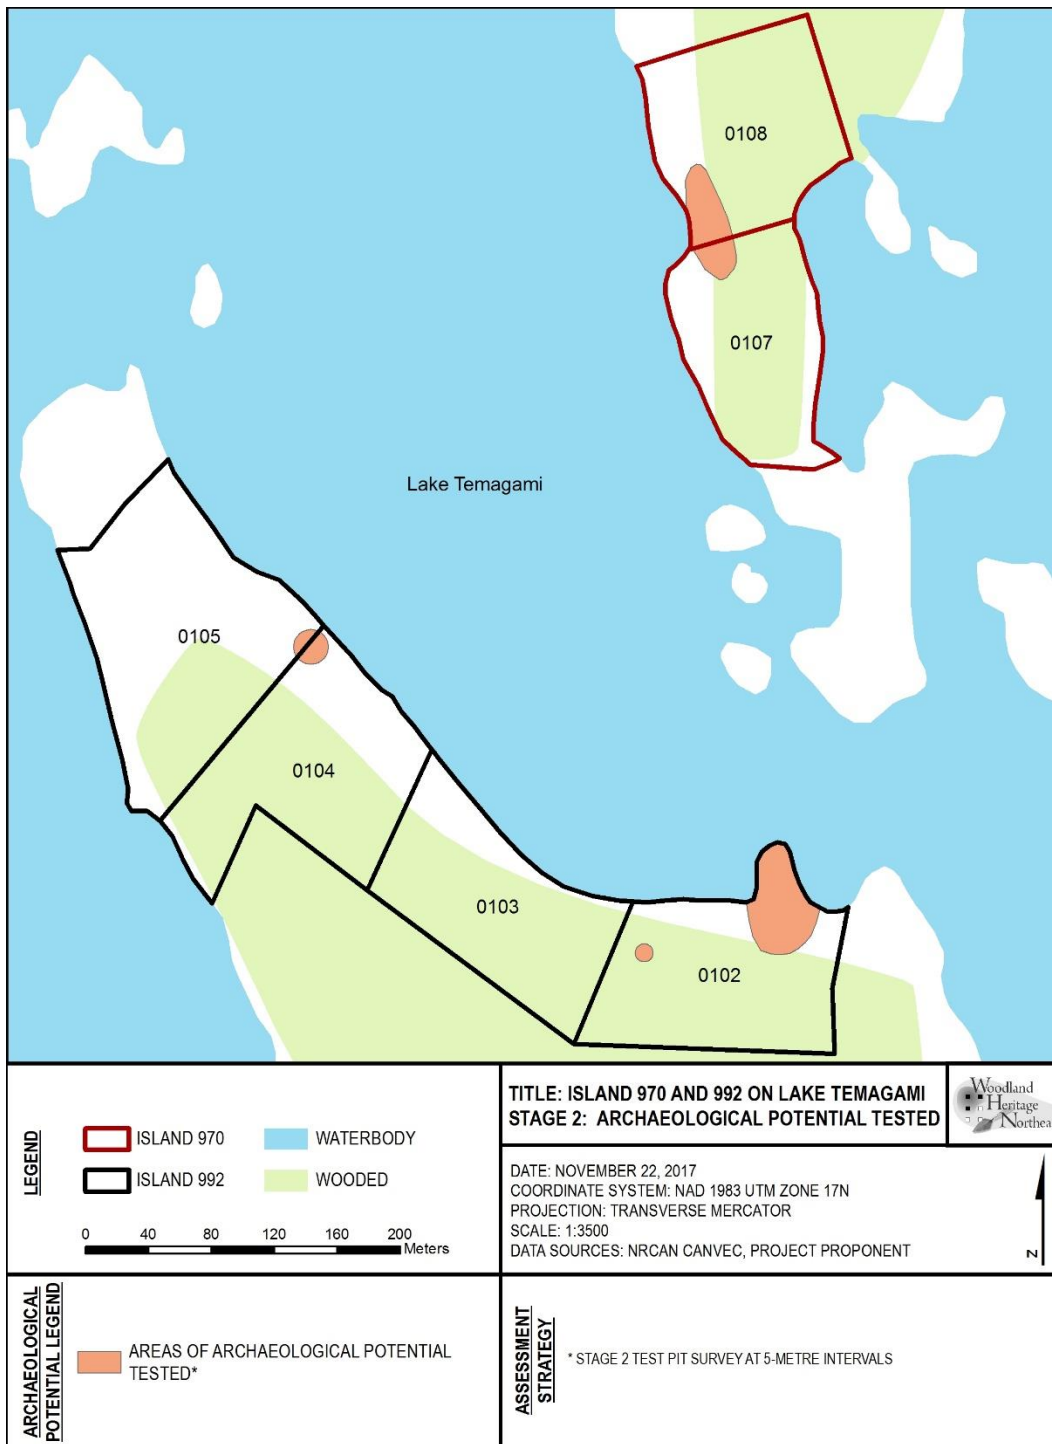 0108
0107
Lake Temagami
0105
0104
0103
0102
LEGEND
ISLAND 970
WATERBODY
ISLAND 992
WOODED
0 40 80 120 160 200
Meters
TITLE: ISLAND 970 AND 992 ON LAKE TEMAGAMI
STAGE 2: ARCHAEOLOGICAL POTENTIAL TESTED
Woodland
Heritage
Northea
DATE: NOVEMBER 22, 2017
COORDINATE SYSTEM: NAD 1983 UTM ZONE 17N
PROJECTION: TRANSVERSE MERCATOR
SCALE: 1:3500
DATA SOURCES: NRCAN CANVEC, PROJECT PROPONENT
N
ARCHAEOLOGICAL
POTENTIAL LEGEND
AREAS OF ARCHAEOLOGICAL POTENTIAL
TESTED*
ASSESSMENT
STRATEGY
* STAGE 2 TEST PIT SURVEY AT 5-METRE INTERVALS